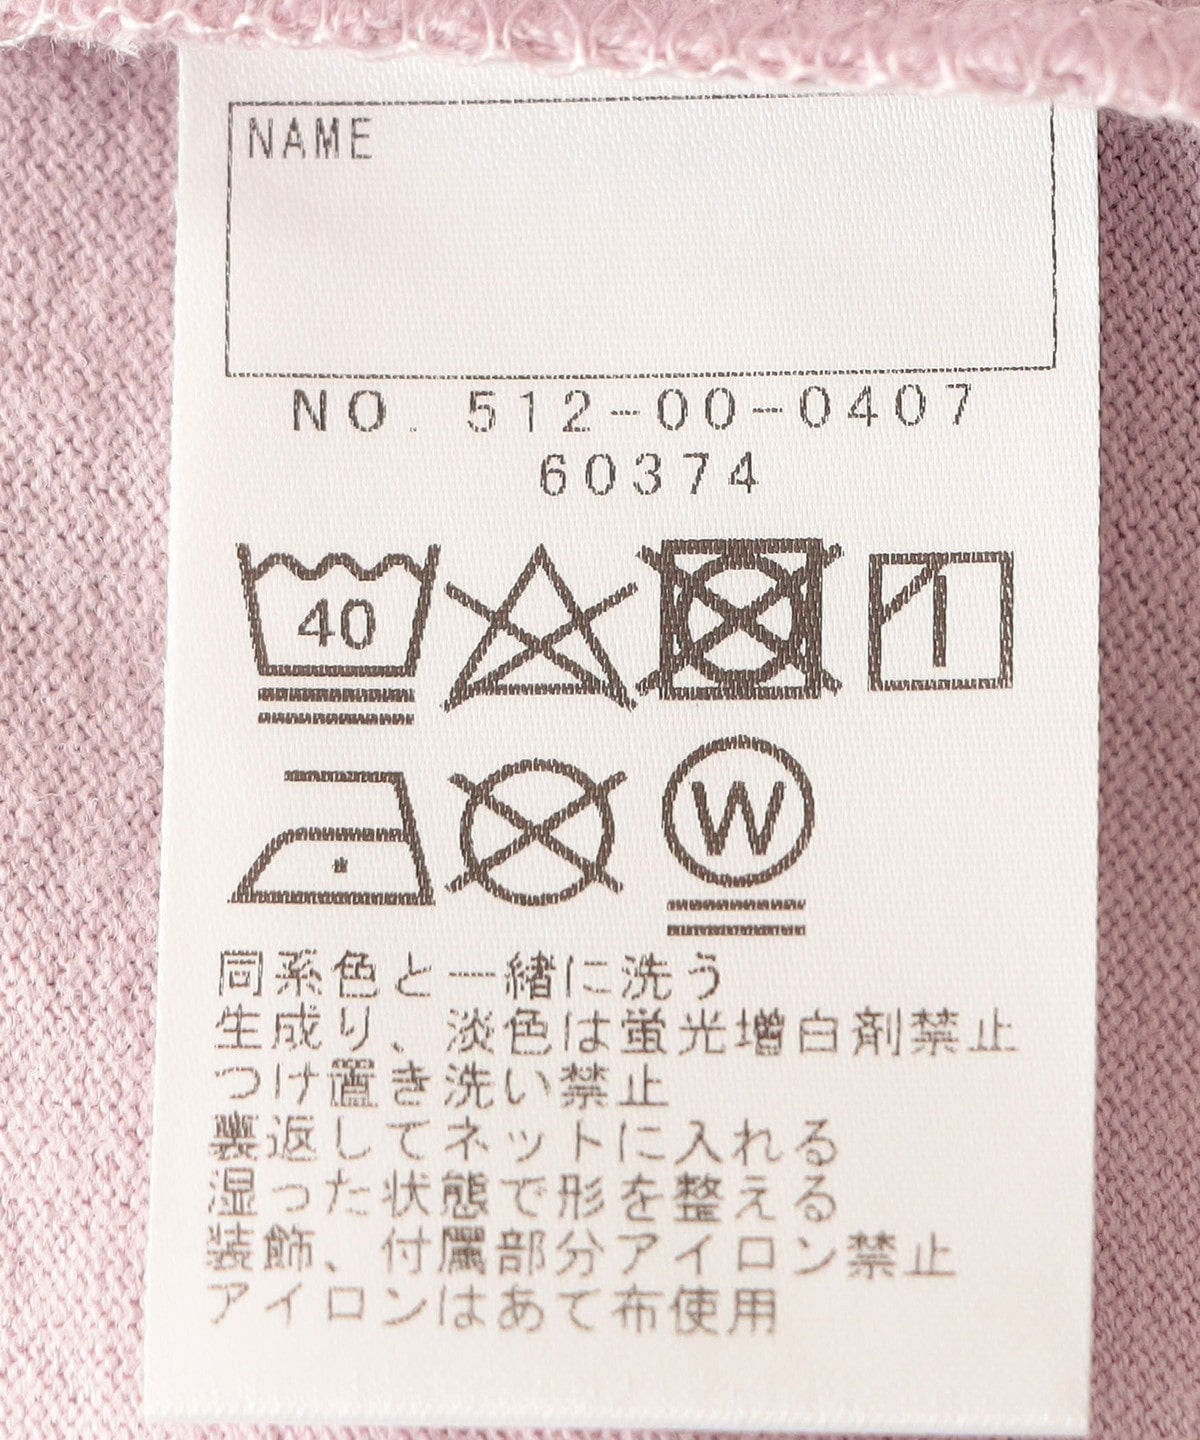 NAME
NO. 512-00-0407
60374
40
W
同系色と一緒に洗う
生成り、淡色は蛍光増白剤禁止
つけ置き洗い禁止
裏返してネットに入れる
湿った状態で形を整える
装飾、付属部分アイロン禁止
アイロンはあて布使用